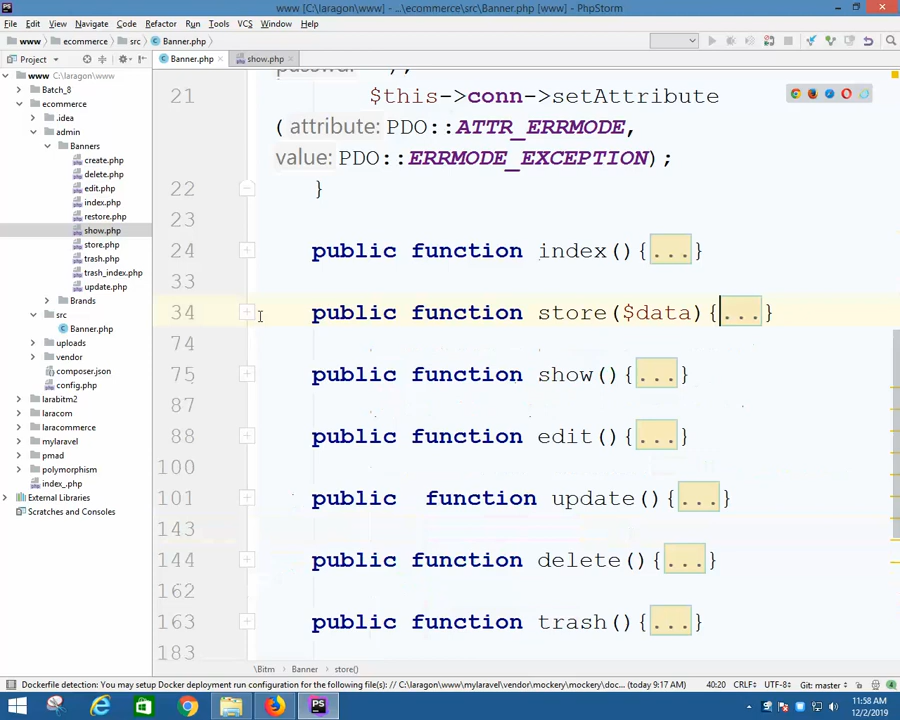 www [C:\laragon\www] - ...\ecommerce\src\Banner.php [www] - PhpStorm
File Edit View Navigate Code Refactor Run Tools VCS Window Help
www ecommerce src Banner.php
Project
Banner.php show.php
www C:\laragon\www)
Batch_8
ecommerce
.idea
admin
Banners
create.php
delete.php
edit.php
index.php
restore.php
show.php
store.php
trash.php
trash_index.php
update.php
Brands
src
Banner.php
uploads
vendor
composer.json
config.php
larabitm2
laracom
laracommerce
mylaravel
pmad
polymorphism
index_.php
External Libraries
Scratches and Consoles
21 $this->conn->setAttribute
( attribute: PDO::ATTR_ERRMODE,
value: PDO::ERRMODE_EXCEPTION);
22 }
23
24 public function index(){...}
33
34 public function store($data){...}
74
75 public function show(){...}
87
88 public function edit(){...}
100
101 public function update(){...}
143
144 public function delete(){...}
162
163 public function trash(){...}
183
\Bitm Banner store()
Dockerfile detection: You may setup Docker deployment run configuration for the following file(s): // C:\laragon\www\mylaravel\vendor\mockery\mockery\doc... (today 9:17 AM) 40:20 CRLF UTF-8 Git: master
11:58 AM
12/2/2019